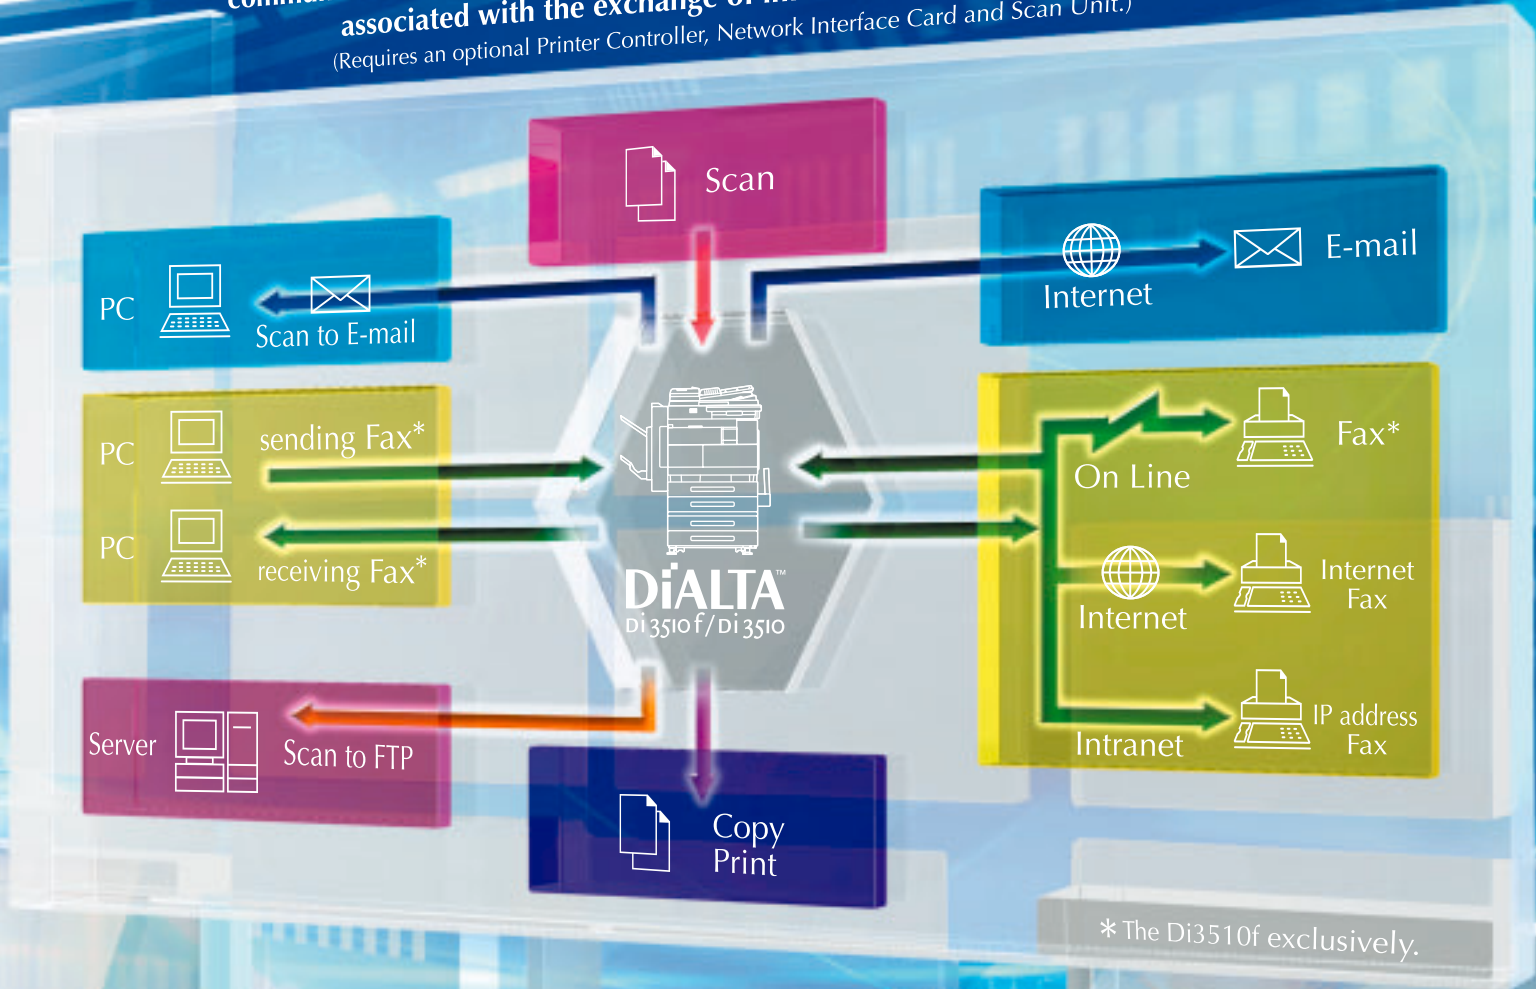 associated with the exchange of
(Requires an optional Printer Controller, Network Interface Card and Scan Unit.)
Scan
PC
Scan to E-mail
Internet
E-mail
PC
sending Fax*
PC
receiving Fax*
DiALTA™
Di3510f/Di3510
On Line
Fax*
Internet
Internet
Fax
Intranet
IP address
Fax
Server
Scan to FTP
Copy
Print
* The Di3510f exclusively.